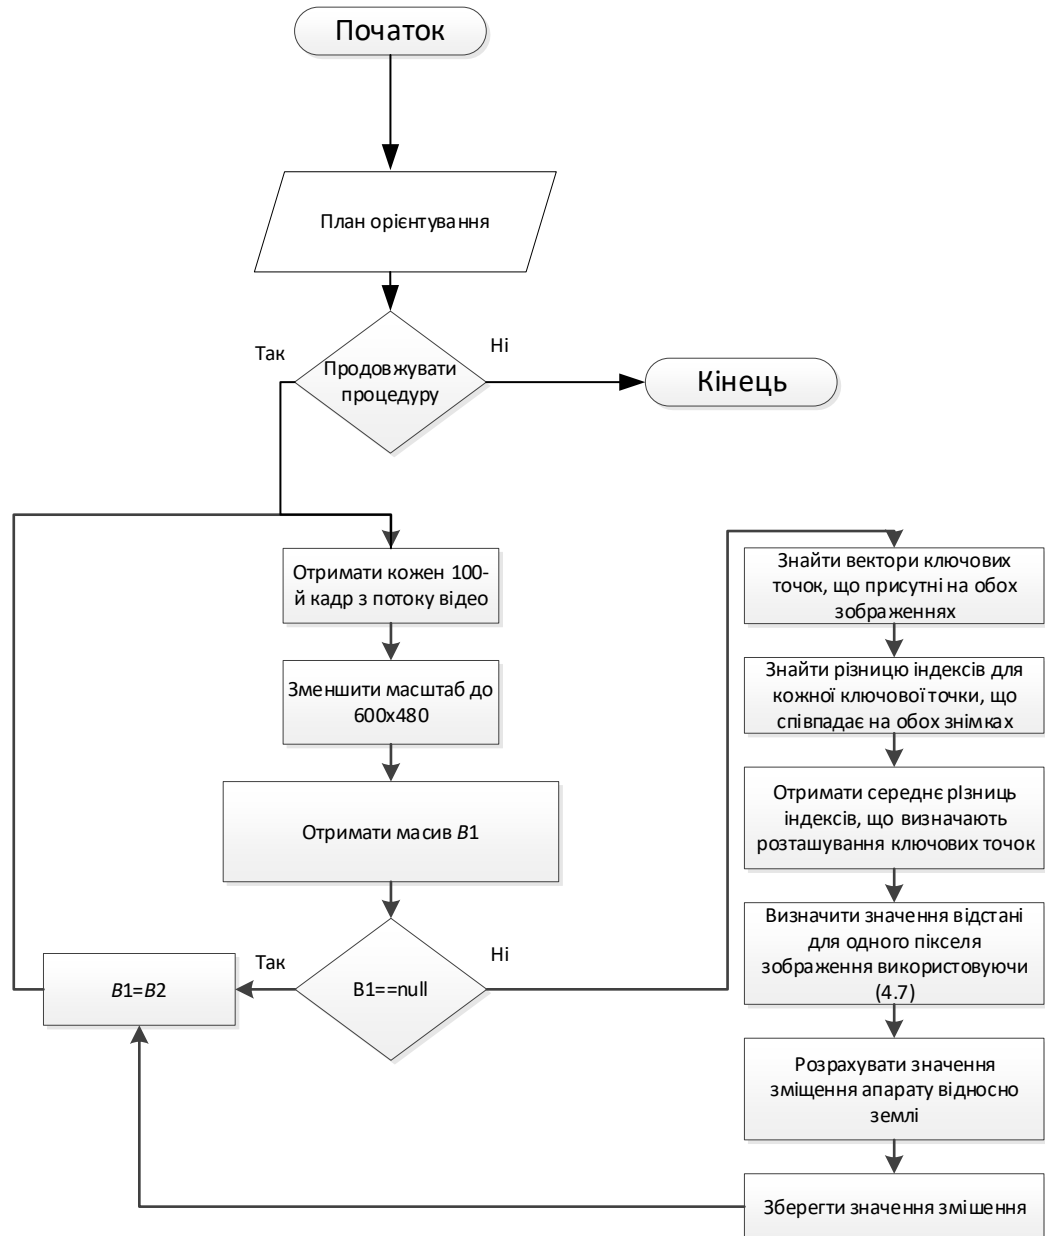 Початок
План орієнтування
Так
Ні
Продовжувати
процедуру
Кінець
Отримати кожен 100-
й кадр з потоку відео
Зменшити масштаб до
600x480
Отримати масив B1
Так
Ні
B1==null
B1=B2
Знайти вектори ключових
точок, що присутні на обох
зображеннях
Знайти різницю індексів для
кожної ключової точки, що
співпадає на обох знімках
Отримати середнє різниць
індексів, що визначають
розташування ключових точок
Визначити значення відстані
для одного пікселя
зображення використовуючи
(4.7)
Розрахувати значення
зміщення апарату відносно
землі
Зберегти значення змішення